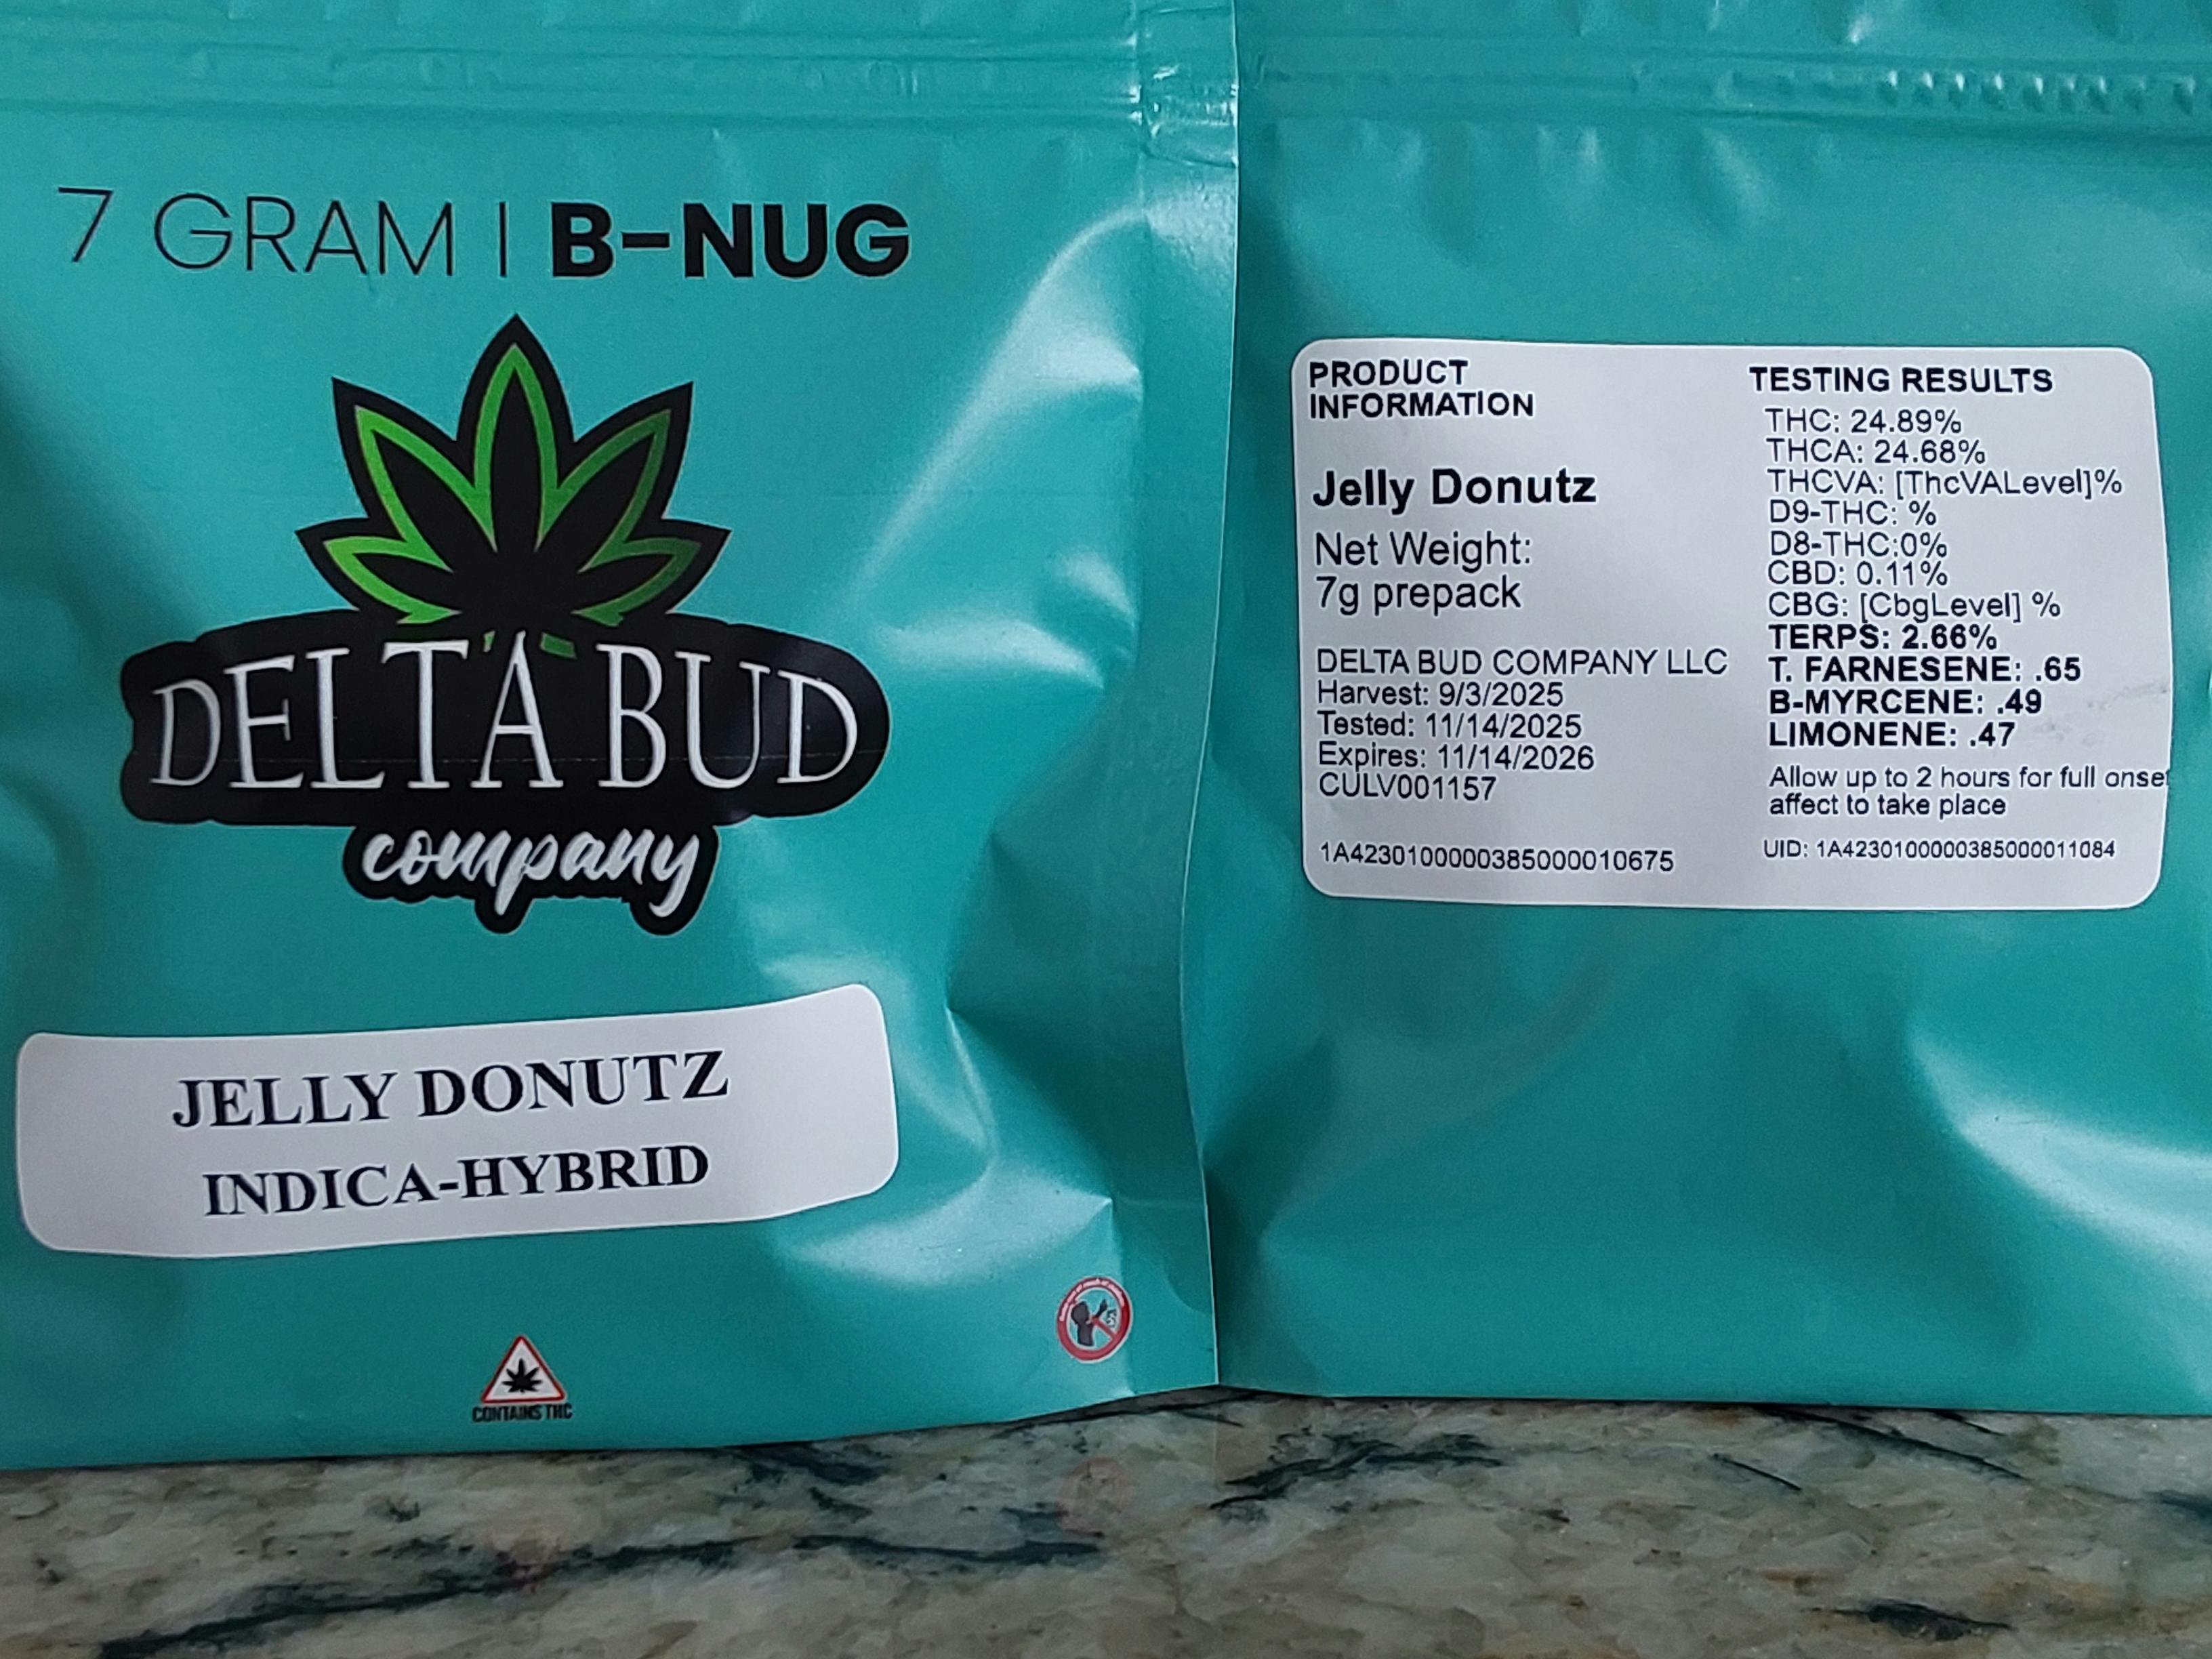 7 GRAM | B-NUG
DELTA BUD
company
JELLY DONUTZ
INDICA-HYBRID
CONTAINS THC
PRODUCT
INFORMATION
Jelly Donutz
Net Weight:
7g prepack
DELTA BUD COMPANY LLC
Harvest: 9/3/2025
Tested: 11/14/2025
Expires: 11/14/2026
CULV001157
1A4230100000385000010675
TESTING RESULTS
THC: 24.89%
THCA: 24.68%
THCVA: [ThcVALevel]%
D9-THC: %
D8-THC:0%
CBD: 0.11%
CBG: [CbgLevel] %
TERPS: 2.66%
T. FARNESENE: .65
B-MYRCENE: .49
LIMONENE: .47
Allow up to 2 hours for full onset
affect to take place
UID: 1A4230100000385000011084